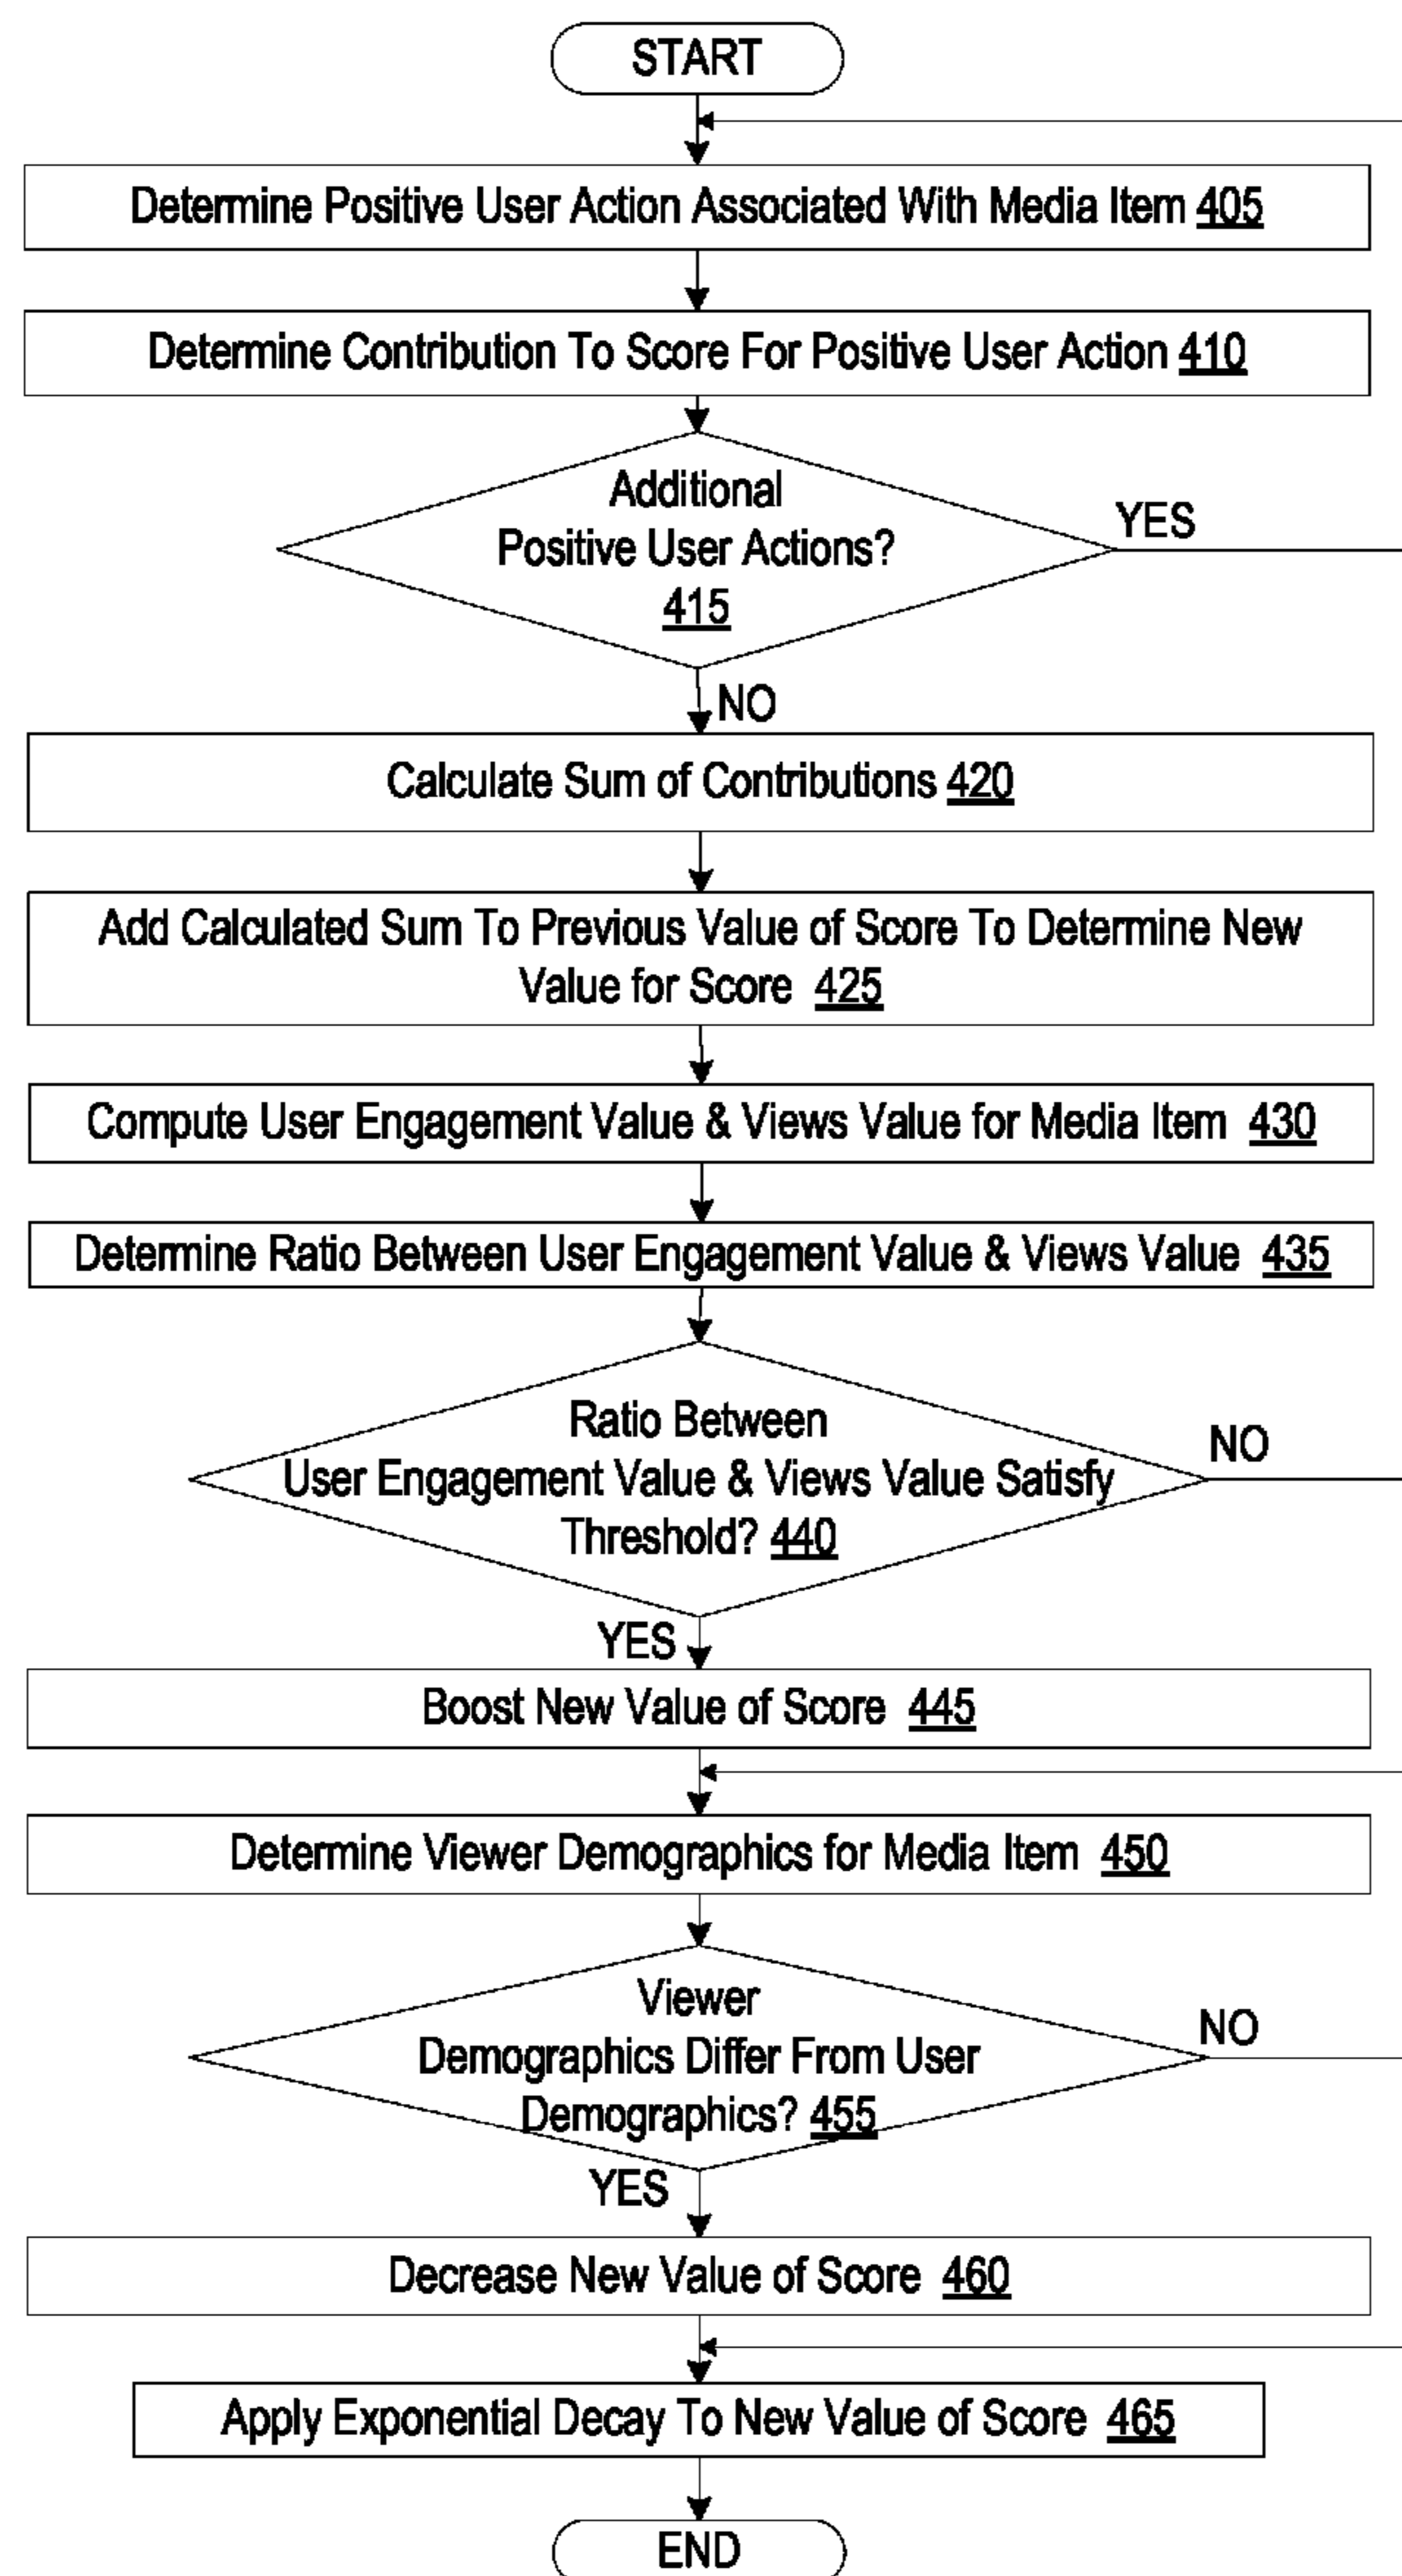 START
Determine Positive User Action Associated With Media Item 405
Determine Contribution To Score For Positive User Action 410
Additional
Positive User Actions?
415
YES
NO
Calculate Sum of Contributions 420
Add Calculated Sum To Previous Value of Score To Determine New
Value for Score 425
Compute User Engagement Value & Views Value for Media Item 430
Determine Ratio Between User Engagement Value & Views Value 435
Ratio Between
User Engagement Value & Views Value Satisfy
Threshold? 440
NO
YES
Boost New Value of Score 445
Determine Viewer Demographics for Media Item 450
Viewer
Demographics Differ From User
Demographics? 455
NO
YES
Decrease New Value of Score 460
Apply Exponential Decay To New Value of Score 465
END